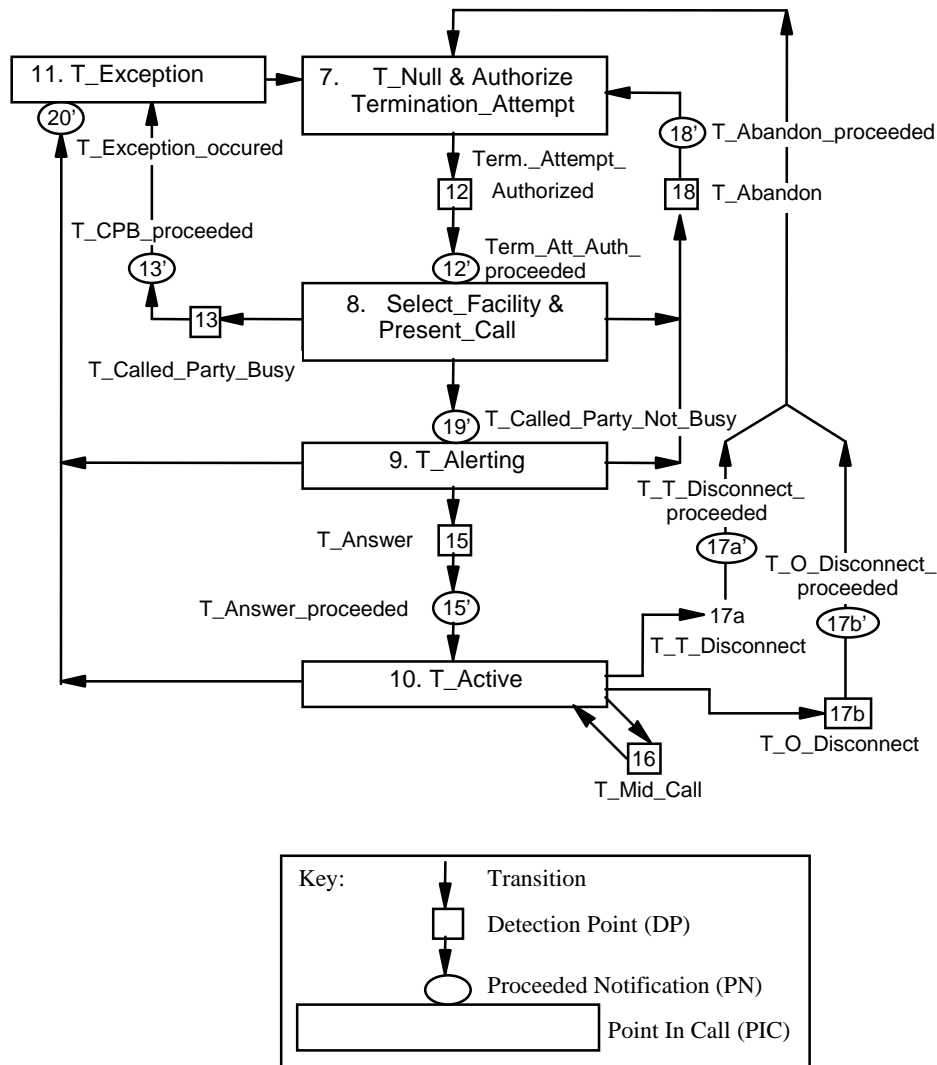 11. T_Exception
7. T_Null & Authorize
Termination_Attempt
20'
T_Exception_occured
18'
T_Abandon_proceeded
Term._Attempt_
Authorized
12
18
T_Abandon
T_CPB_proceeded
13'
12'
Term_Att_Auth_
proceeded
8. Select_Facility &
Present_Call
13
T_Called_Party_Busy
19'
T_Called_Party_Not_Busy
9. T_Alerting
T_T_Disconnect_
proceeded
T_Answer
15
17a'
T_O_Disconnect_
proceeded
T_Answer_proceeded
15'
17a
17b'
T_T_Disconnect
10. T_Active
17b
T_O_Disconnect
16
T_Mid_Call
Key:
Transition
Detection Point (DP)
Proceeded Notification (PN)
Point In Call (PIC)